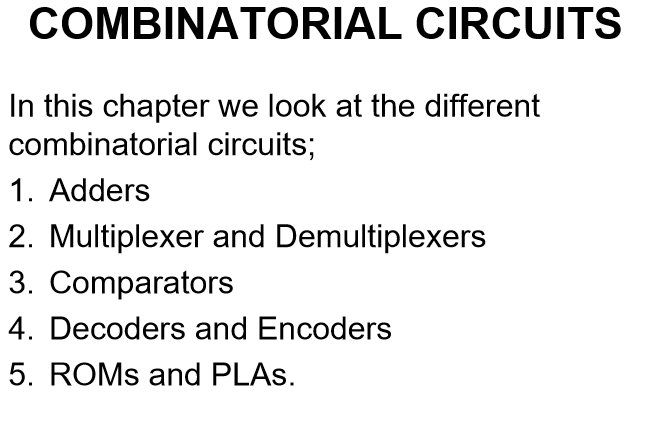 COMBINATORIAL CIRCUITS
In this chapter we look at the different
combinatorial circuits;
1. Adders
2. Multiplexer and Demultiplexers
3. Comparators
4. Decoders and Encoders
5. ROMs and PLAs.